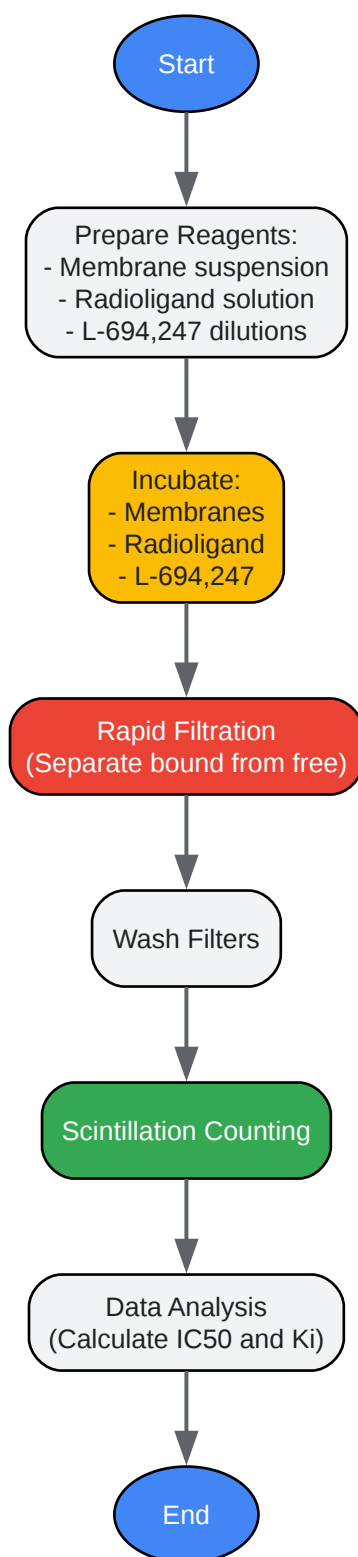 Start
Prepare Reagents:
- Membrane suspension
- Radioligand solution
- L-694,247 dilutions
Incubate:
- Membranes
- Radioligand
- L-694,247
Rapid Filtration
(Separate bound from free)
Wash Filters
Scintillation Counting
Data Analysis
(Calculate IC50 and Ki)
End